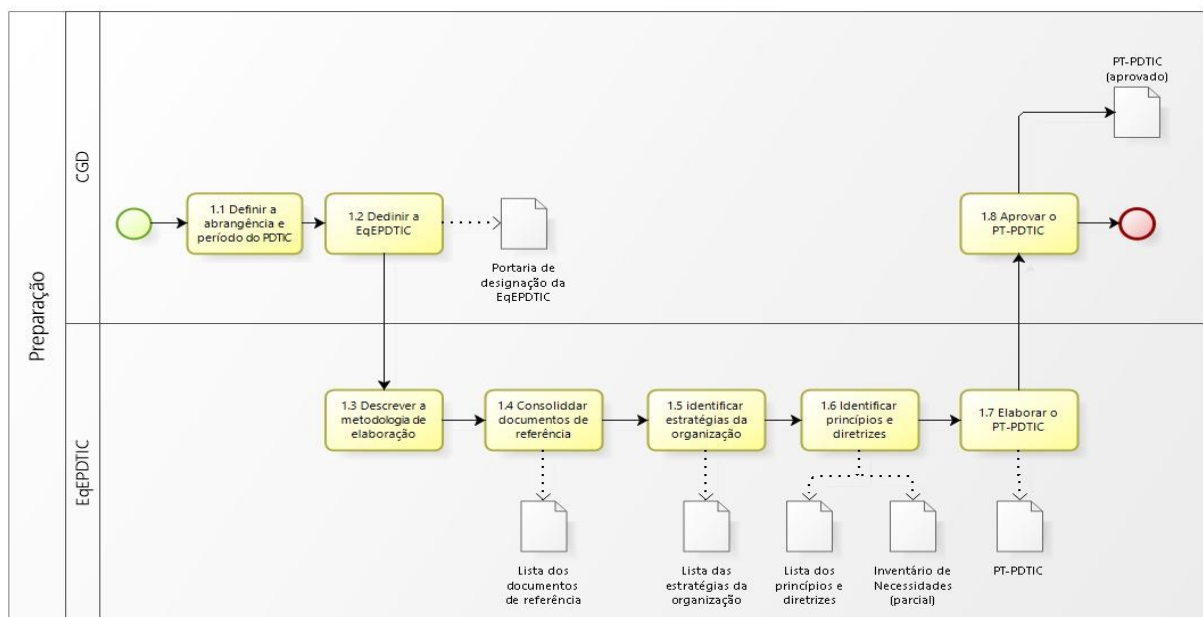 Preparação
CGD
PT-PDTIC
(aprovado)
1.1 Definir a
abrangência e
período do PDTIC
1.2 Dedinir a
EqEPDTIC
Portaria de
designação da
EqEPDTIC
1.8 Aprovar o
PT-PDTIC
EqEPDTIC
1.3 Descrever a
metodologia de
elaboração
1.4 Consoliddar
documentos de
referência
1.5 identificar
estratégias da
organização
1.6 Identificar
princípios e
diretrizes
1.7 Elaborar o
PT-PDTIC
Lista dos
documentos
de referência
Lista das
estratégias da
organização
Lista dos
princípios e
diretrizes
Inventário de
Necessidades
(parcial)
PT-PDTIC